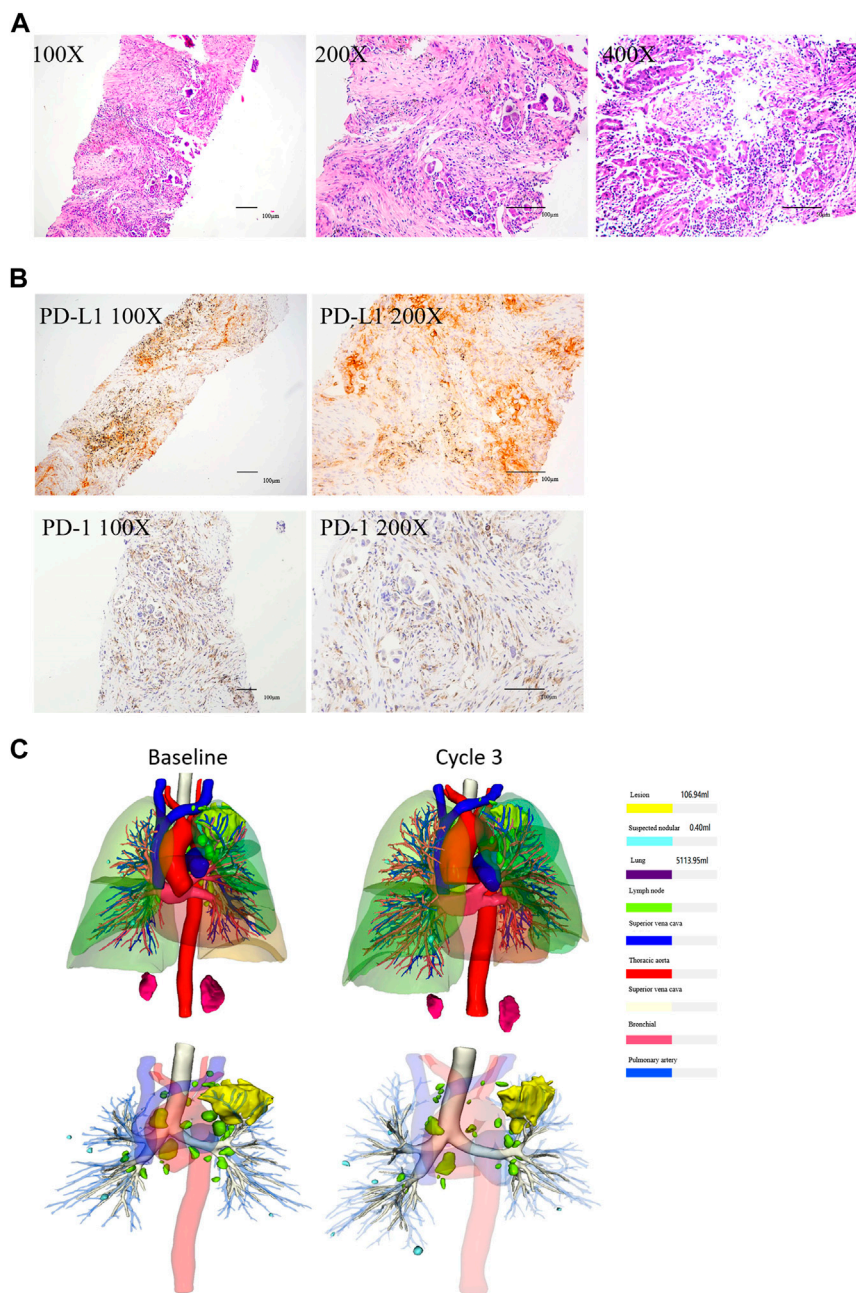 A
100X
200X
400X
100μm
100μm
B
PD-L1 100X
PD-L1 200X
100μm
100μm
PD-1 100X
PD-1 200X
100μm
100μm
C
Baseline
Cycle 3
Lesion 106.94ml
Suspected nodular 0.40ml
Lung 5113.95ml
Lymph node
Superior vena cava
Thoracic aorta
Superior vena cava
Bronchial
Pulmonary artery